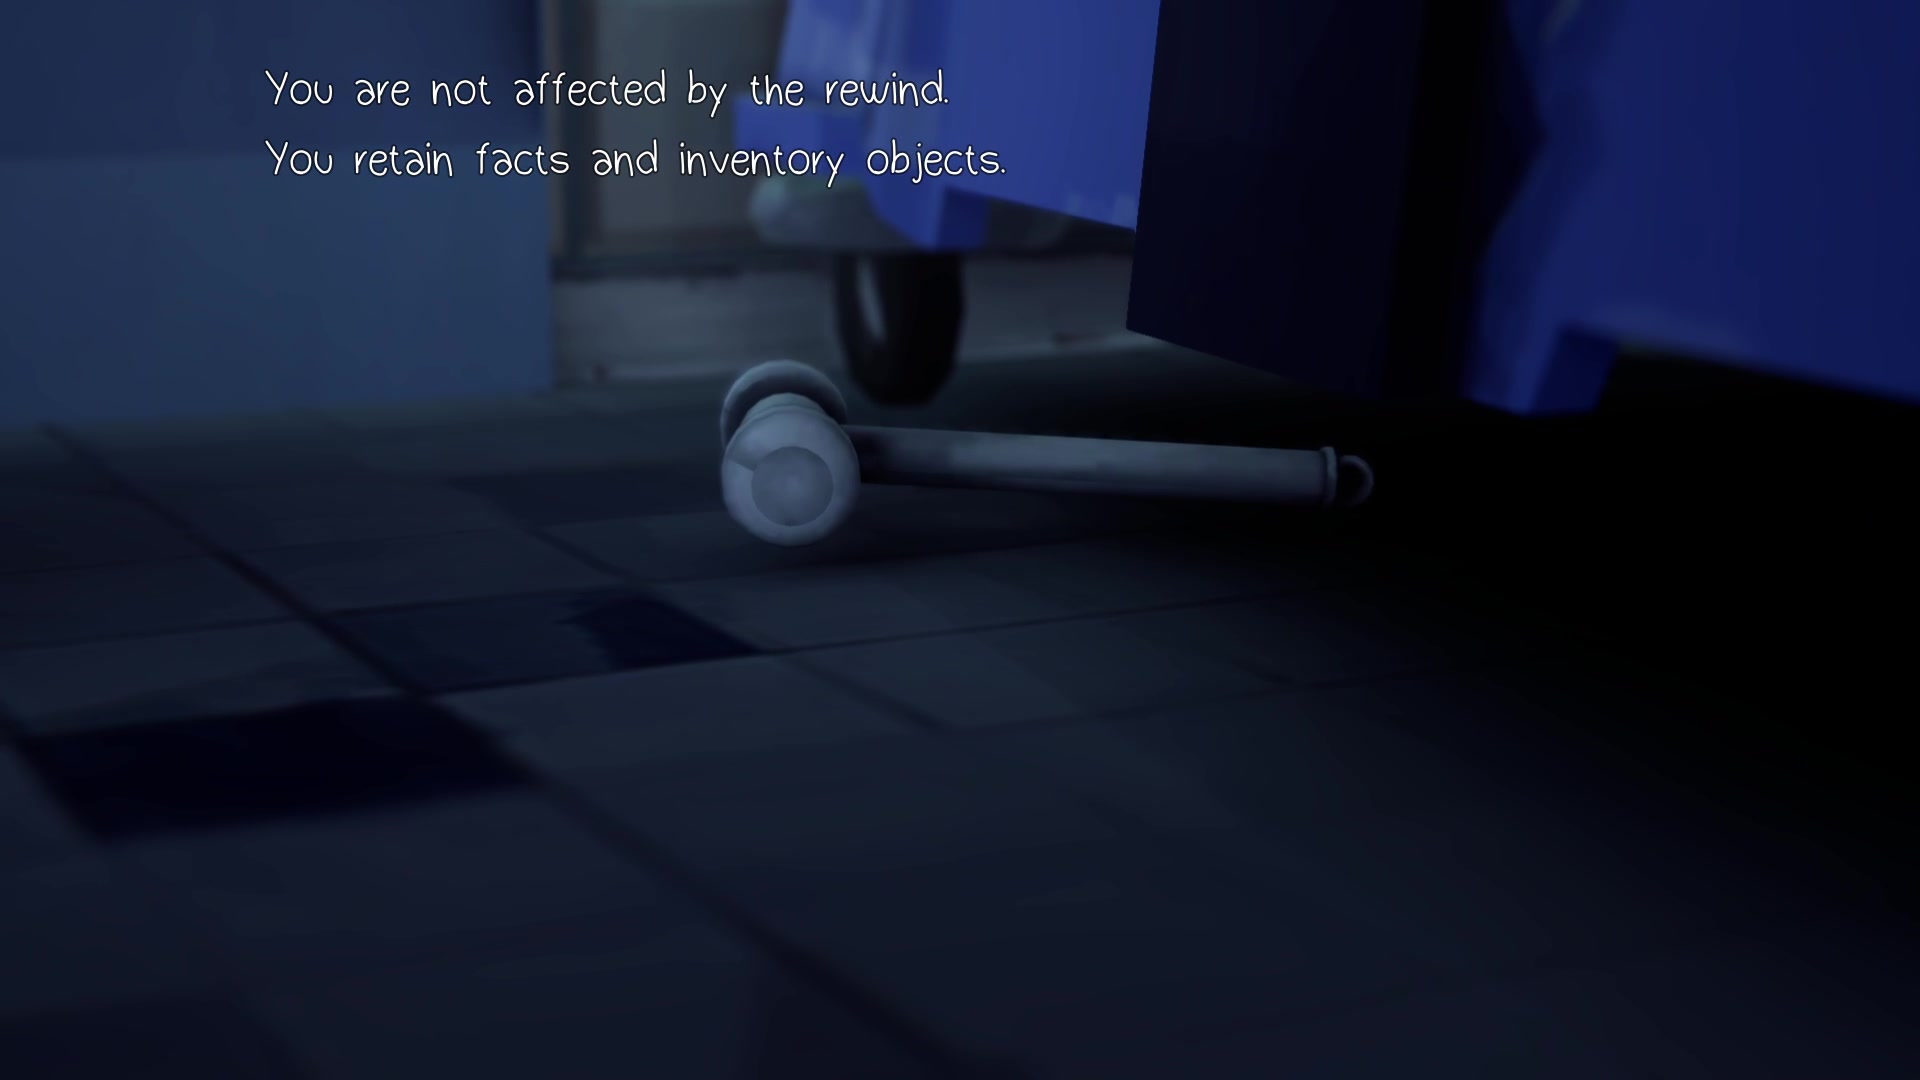 You are not affected by the rewind.
You retain facts and inventory objects.